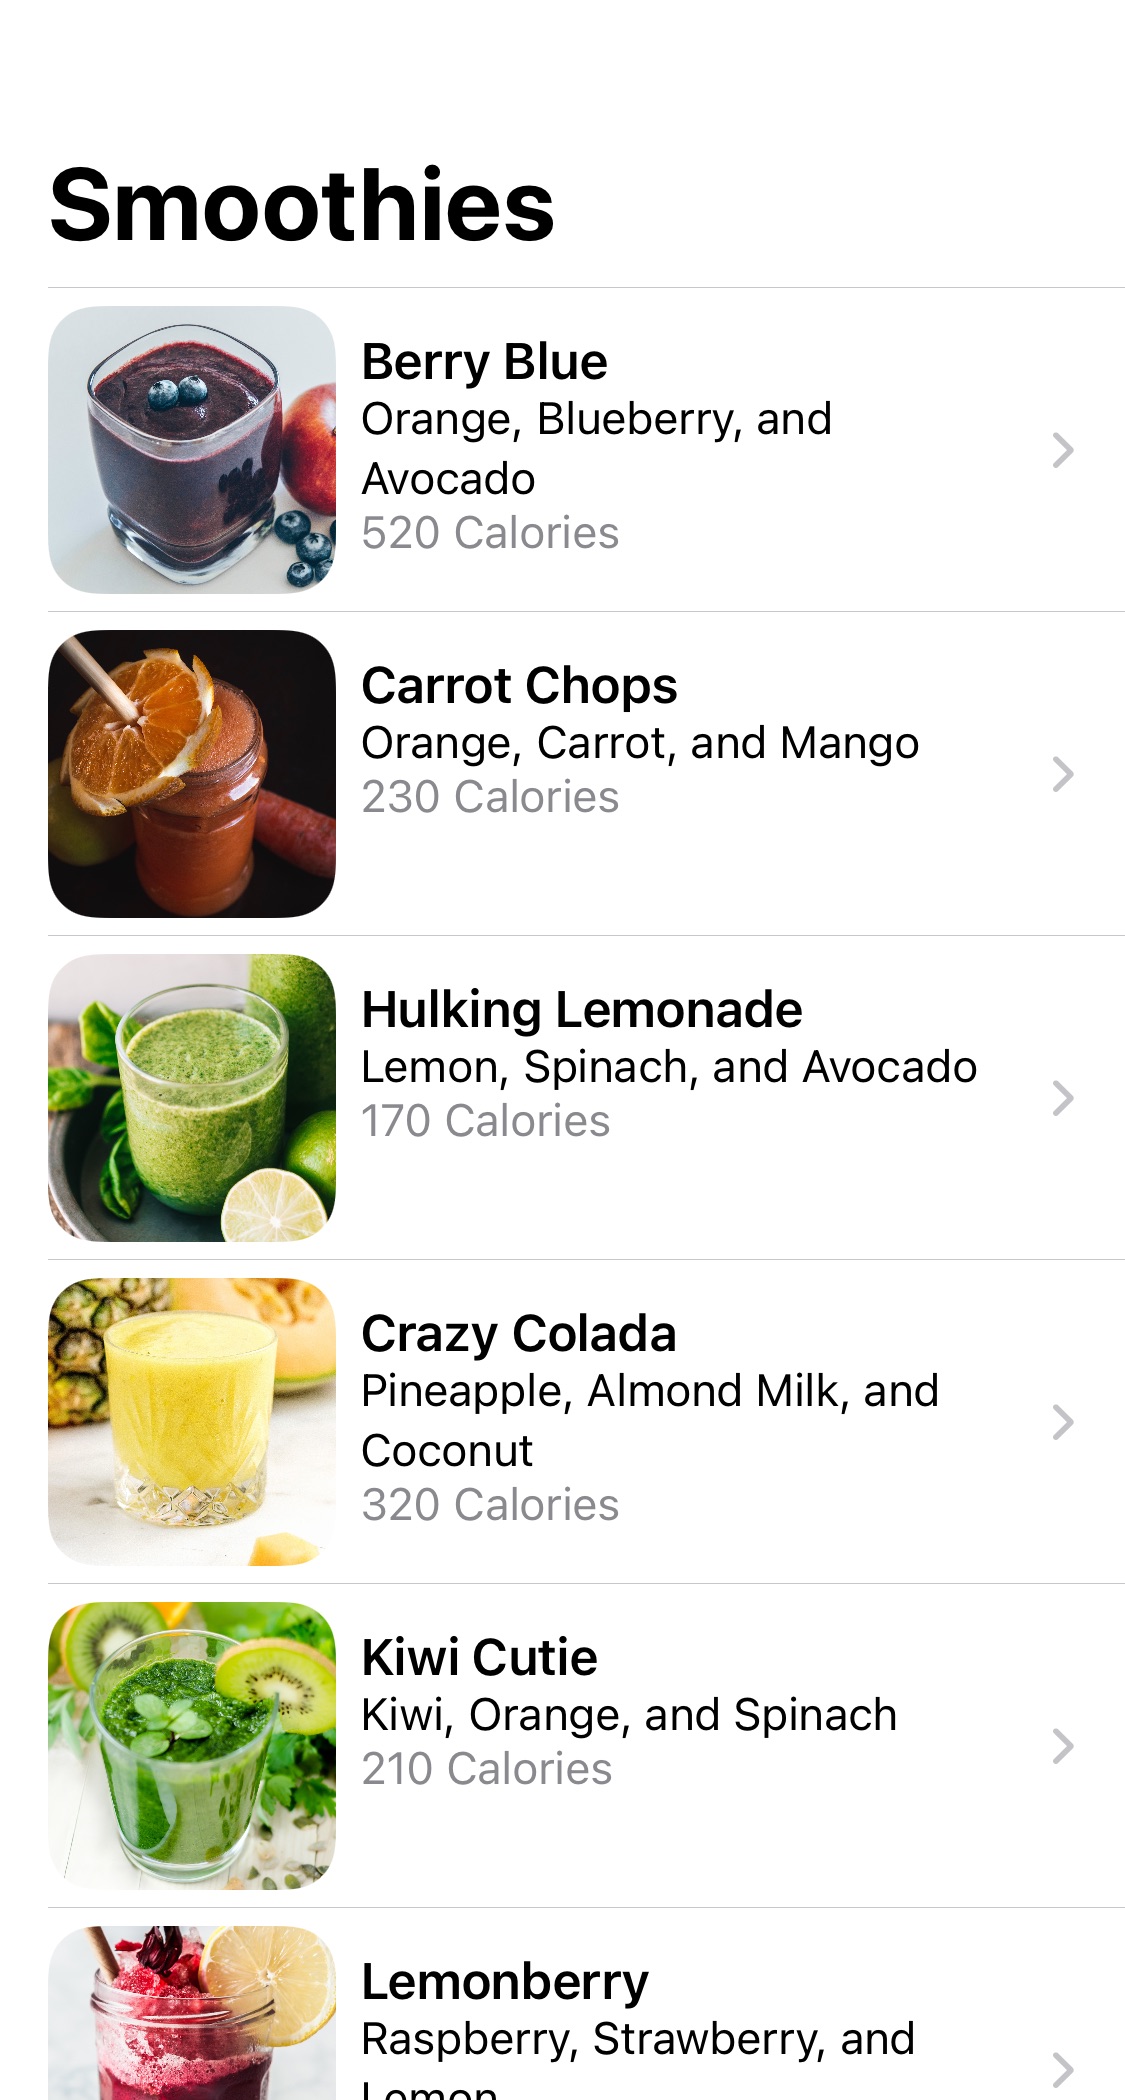 Smoothies
Berry Blue
Orange, Blueberry, and
Avocado
520 Calories
Carrot Chops
Orange, Carrot, and Mango
230 Calories
Hulking Lemonade
Lemon, Spinach, and Avocado
170 Calories
Crazy Colada
Pineapple, Almond Milk, and
Coconut
320 Calories
Kiwi Cutie
Kiwi, Orange, and Spinach
210 Calories
Lemonberry
Raspberry, Strawberry, and
Lemon